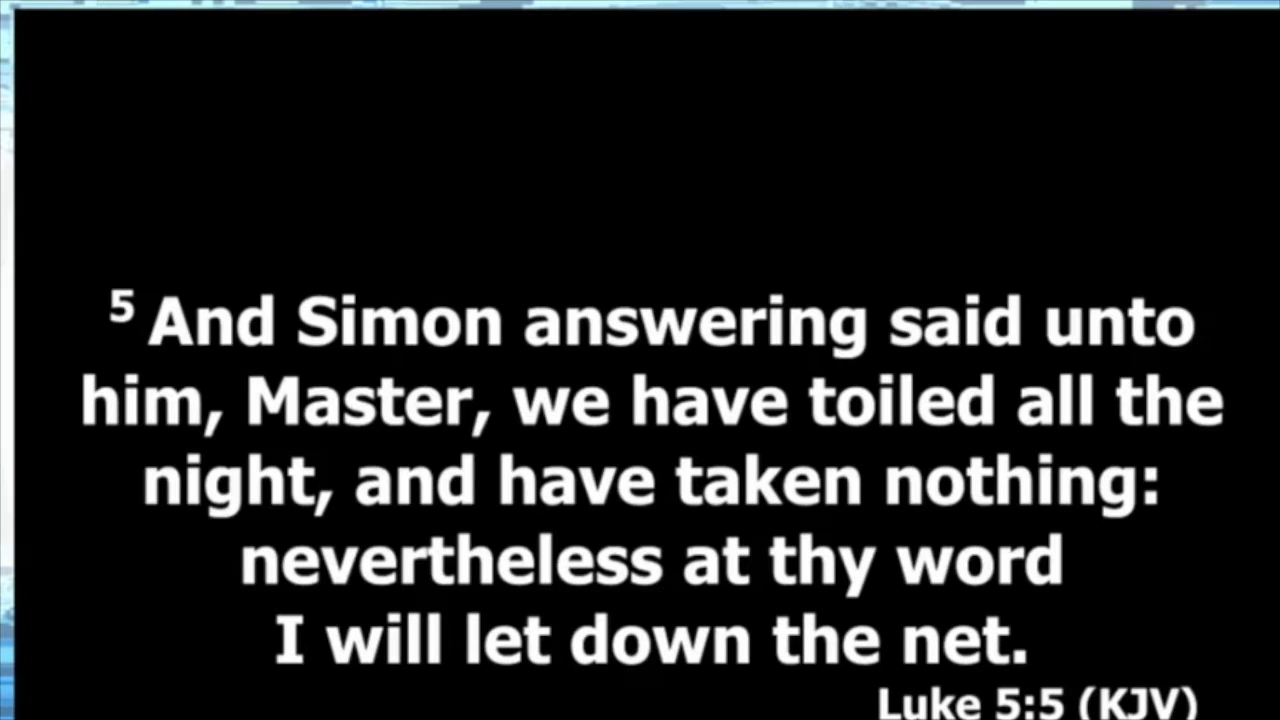 5 And Simon answering said unto
him, Master, we have toiled all the
night, and have taken nothing:
nevertheless at thy word
I will let down the net.
Luke 5:5 (KJV)